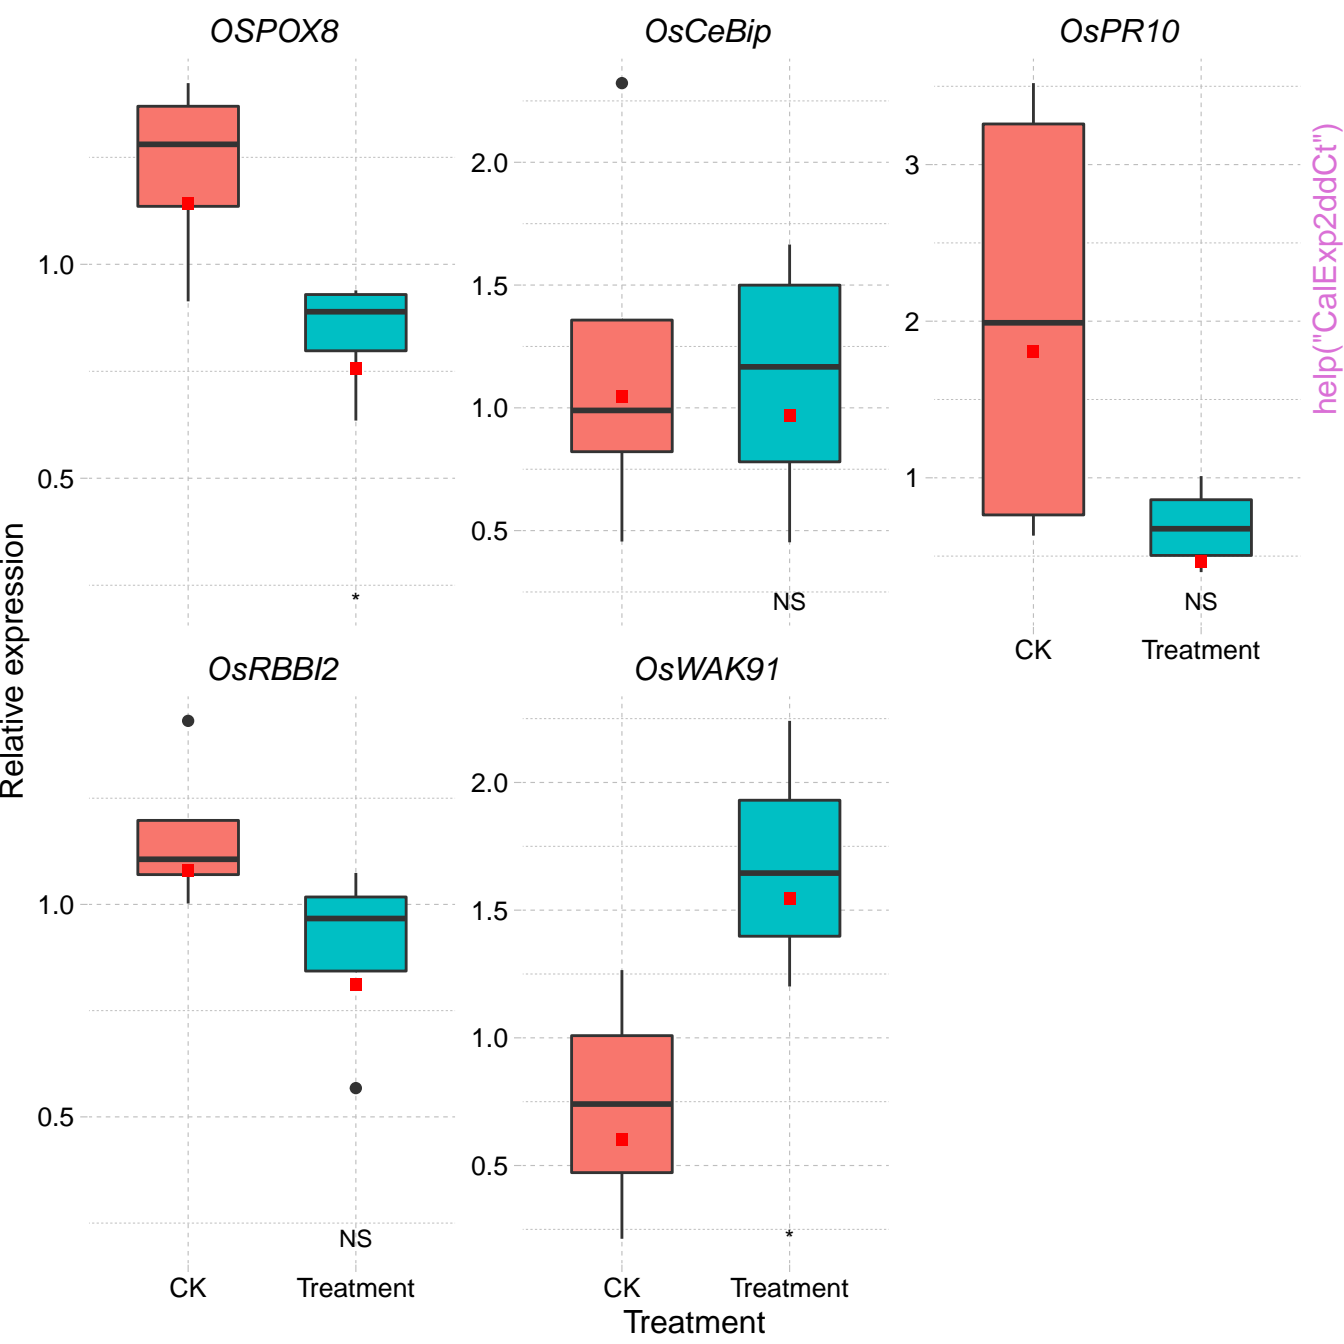 OSPOX8
OsCeBip
OsPR10
1.0
0.5
*
2.0
1.5
1.0
0.5
NS
3
2
1
NS
CK
Treatment
help("CalExp2ddCt")
Relative expression
OsRBBI2
OsWAK91
1.0
0.5
NS
CK
Treatment
2.0
1.5
1.0
0.5
*
CK
Treatment
Treatment